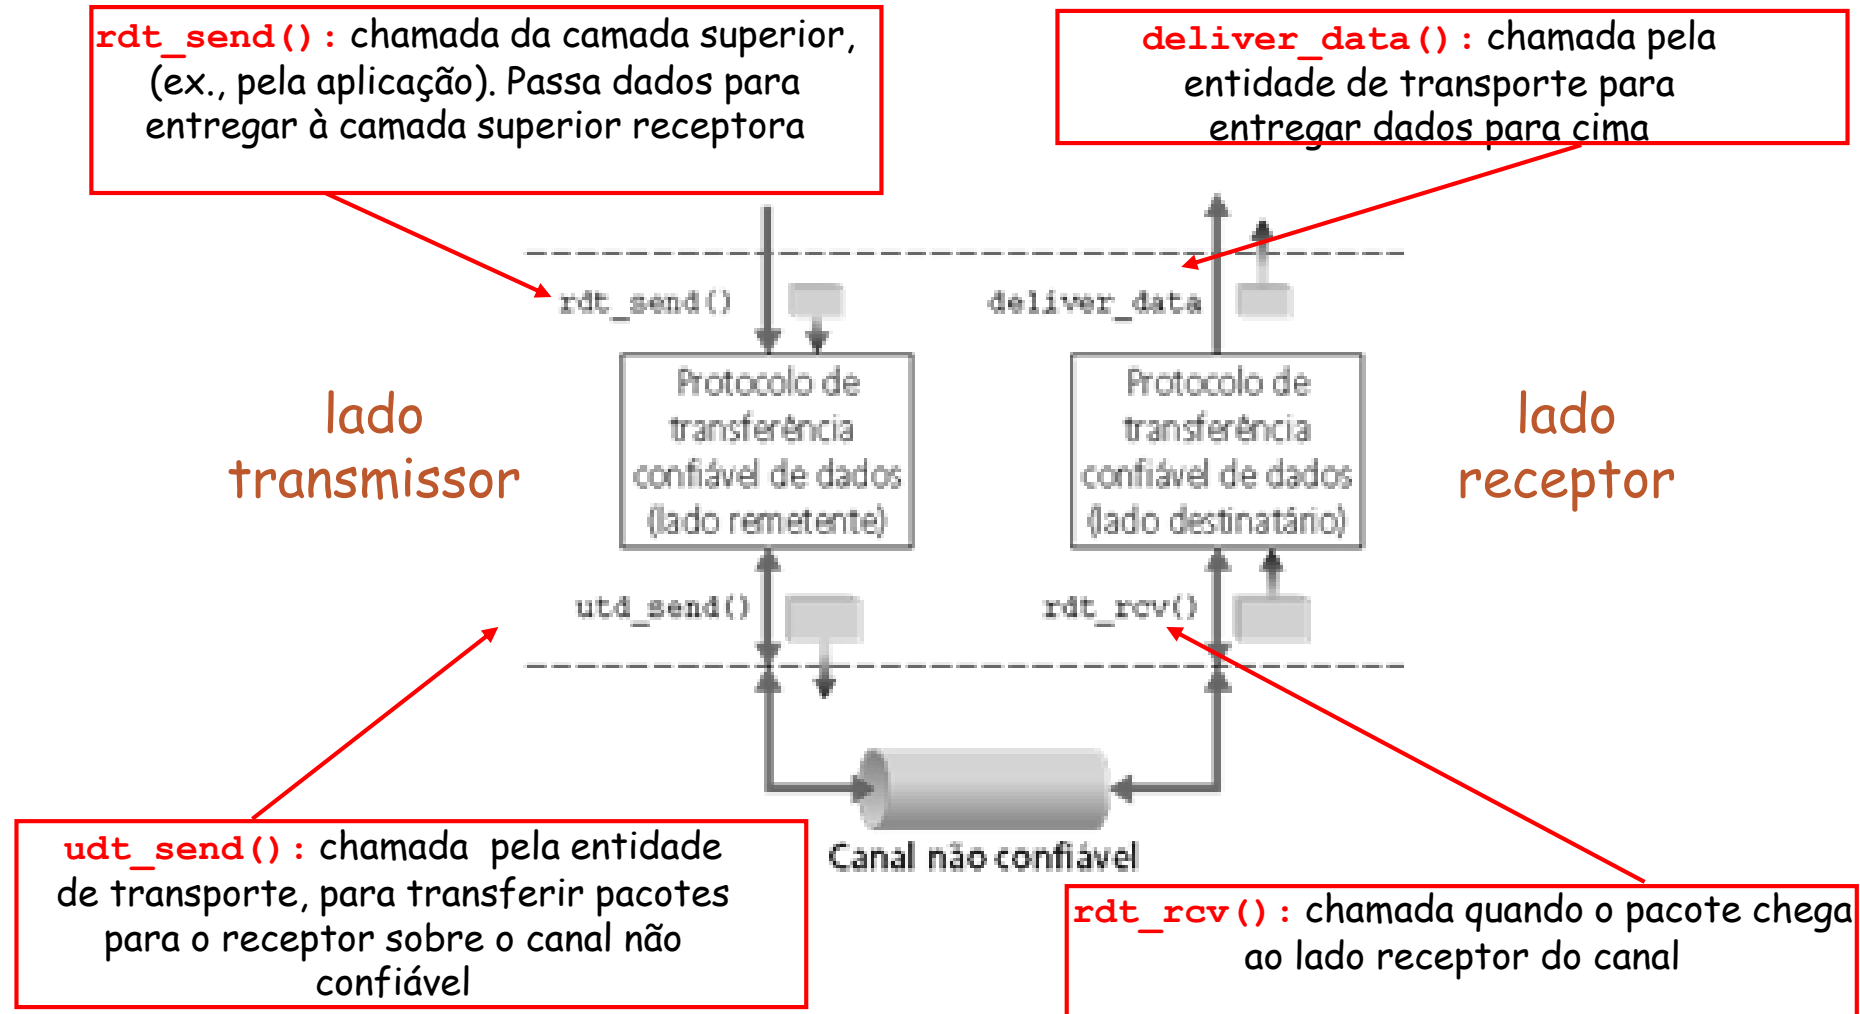 rdt_send(): chamada da camada superior,
(ex., pela aplicação). Passa dados para
entregar à camada superior receptora
deliver_data(): chamada pela
entidade de transporte para
entregar dados para cima
rdt_send()
deliver_data
lado
transmissor
Protocolo de
transferência
confiável de dados
(lado remetente)
Protocolo de
transferência
confiável de dados
(lado destinatário)
lado
receptor
utd_send()
rdt_rcv()
Canal não confiável
udt_send(): chamada pela entidade
de transporte, para transferir pacotes
para o receptor sobre o canal não
confiável
rdt_rcv(): chamada quando o pacote chega
ao lado receptor do canal